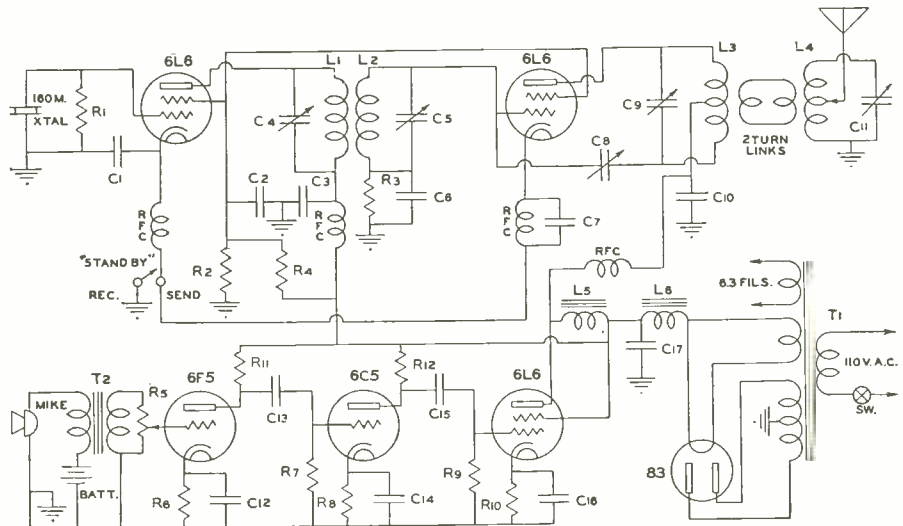 6L6
L1
L2
6L6
L3
L4
160 M.
XTAL
R1
C4
C5
C9
C11
C8
2 TURN
LINKS
C1
R3
C2
C3
C6
C10
RFC
RFC
RFC
C7
RFC
"STAND BY"
R2
R4
REC.
SEND
L5
L6
6.3 FILS.
T1
C17
110 V. A.C.
SW.
R11
6F5
R12
6C5
6L6
T2
R5
C13
C15
MIKE
R7
R9
83
BATT.
R6
C12
R8
C14
R10
C16